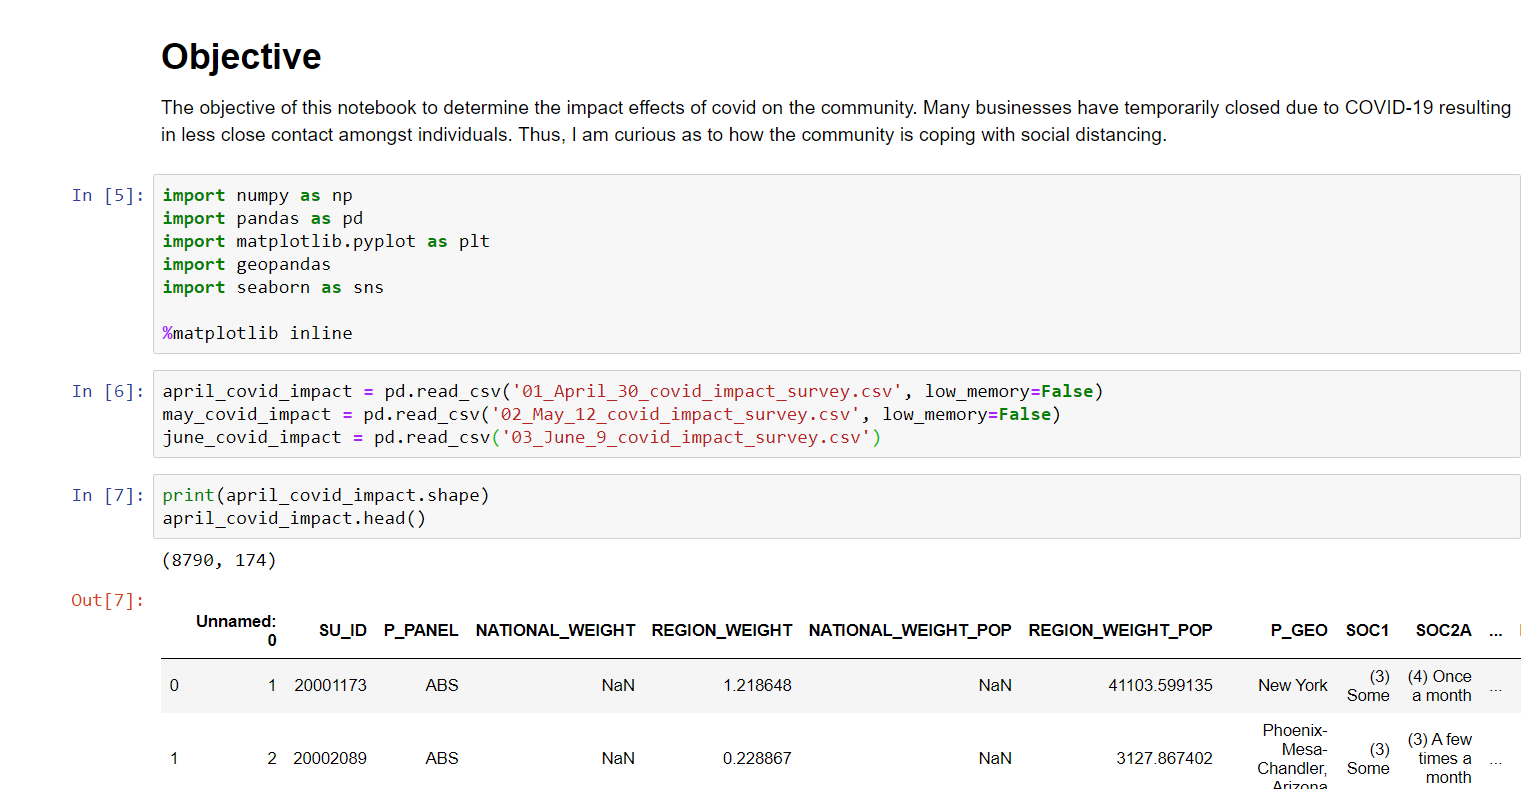 Objective
The objective of this notebook to determine the impact effects of covid on the community. Many businesses have temporarily closed due to COVID-19 resulting
in less close contact amongst individuals. Thus, I am curious as to how the community is coping with social distancing.
In [5]:
import numpy as np
import pandas as pd
import matplotlib.pyplot as plt
import geopandas
import seaborn as sns
%matplotlib inline
In [6]:
april_covid_impact = pd.read_csv('01_April_30_covid_impact_survey.csv', low_memory=False)
may_covid_impact = pd.read_csv('02_May_12_covid_impact_survey.csv', low_memory=False)
june_covid_impact = pd.read_csv('03_June_9_covid_impact_survey.csv')
In [7]:
print(april_covid_impact.shape)
april_covid_impact.head()
(8790, 174)
Out[7]:
Unnamed: 0 SU_ID P_PANEL NATIONAL_WEIGHT REGION_WEIGHT NATIONAL_WEIGHT_POP REGION_WEIGHT_POP P_GEO SOC1 SOC2A ...
0 1 20001173 ABS NaN 1.218648 NaN 41103.599135 New York (3) Some (4) Once a month ...
1 2 20002089 ABS NaN 0.228867 NaN 3127.867402 Phoenix-Mesa-Chandler, Arizona (3) Some (3) A few times a month ...